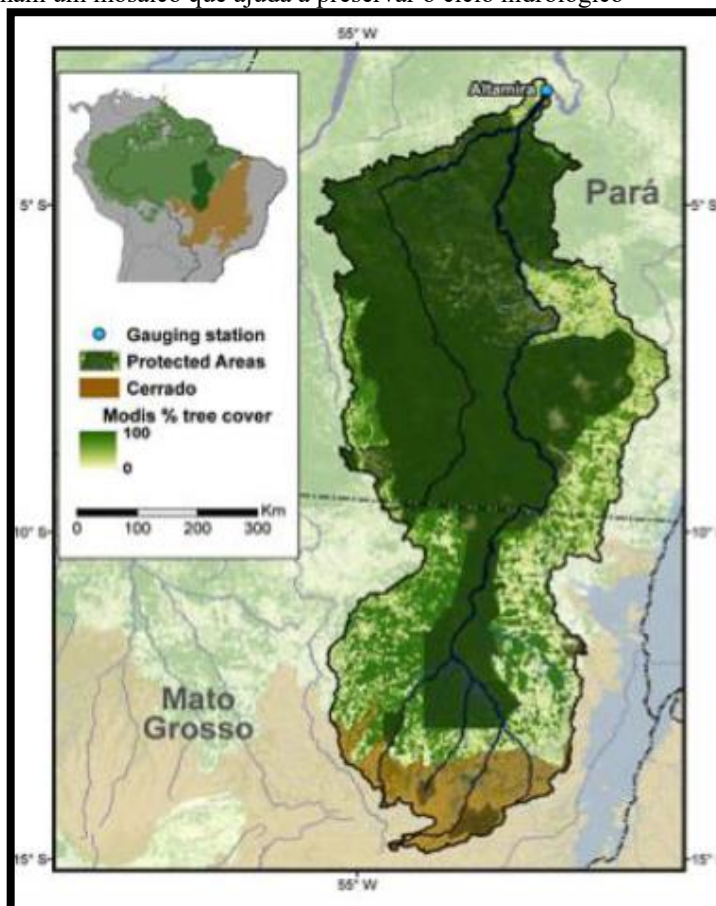 mam um mosaico que ajuda a preservar o ciclo hidrológico
55° W
Altamira
Pará
5° S
5° S
Gauging station
Protected Areas
Cerrado
Modis % tree cover
100
0
Km
0 100 200 300
10° S
10° S
Mato
Grosso
15° S
15° S
55° W